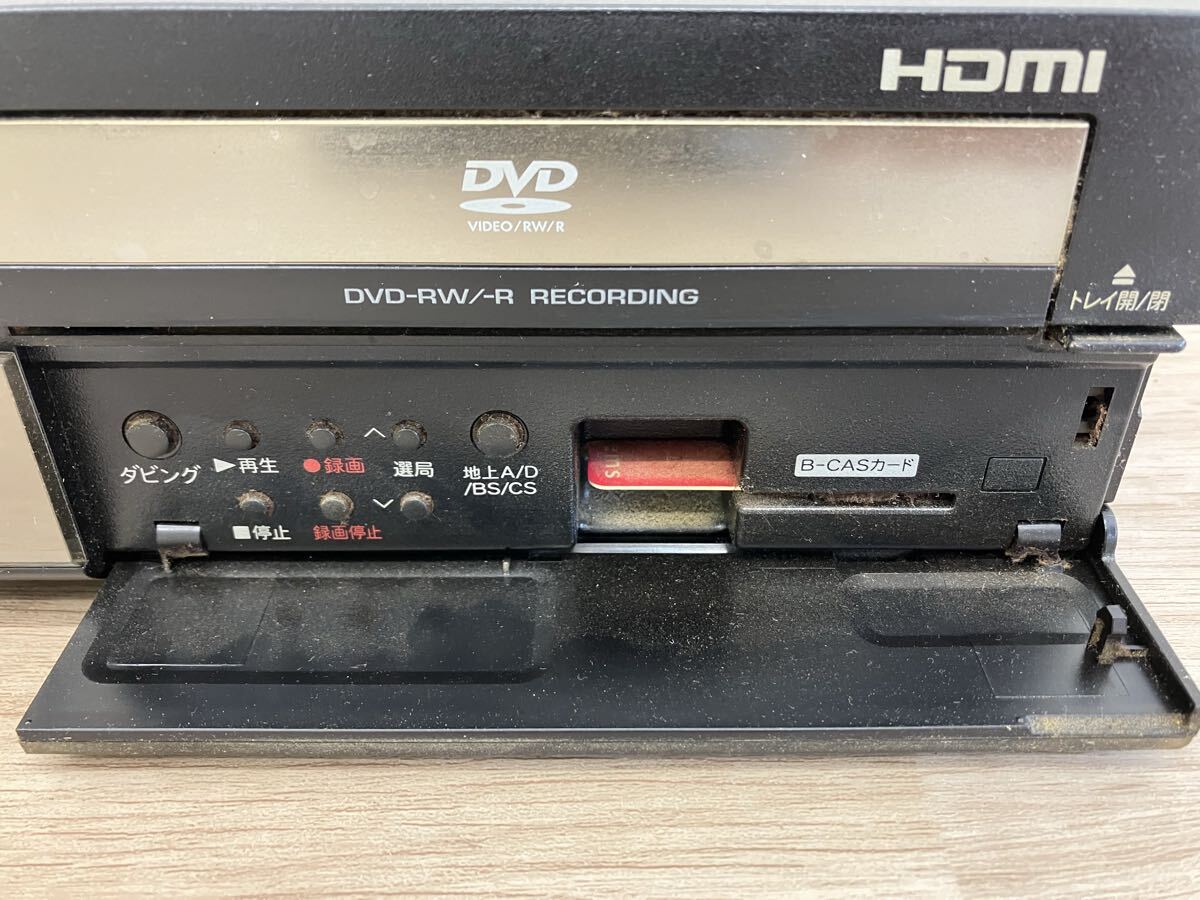 HDMI
DVD
VIDEO/RW/R
DVD-RW/-R RECORDING
トレイ開/閉
ダビング
▶再生
●録画
選局
地上A/D
/BS/CS
B-CASカード
■停止
録画停止